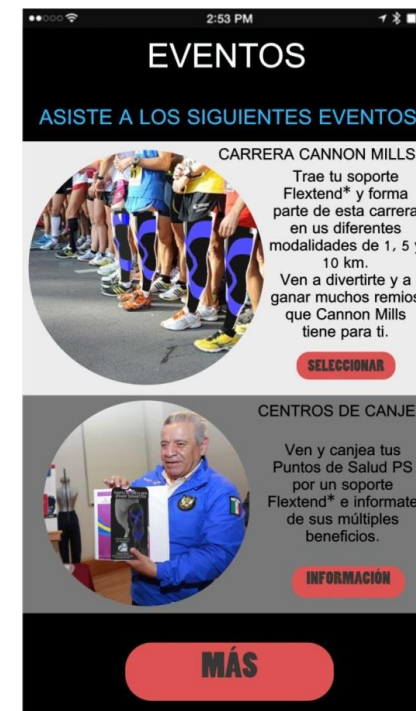 2:53 PM
EVENTOS
ASISTE A LOS SIGUIENTES EVENTOS
CARRERA CANNON MILLS
Trae tu soporte
Flextend* y forma
parte de esta carrera
en us diferentes
modalidades de 1, 5 y
10 km.
Ven a divertirte y a
ganar muchos remios
que Cannon Mills
tiene para ti.
SELECCIONAR
CENTROS DE CANJE
Ven y canjea tus
Puntos de Salud PS
por un soporte
Flextend* e informate
de sus múltiples
beneficios.
INFORMACIÓN
MÁS